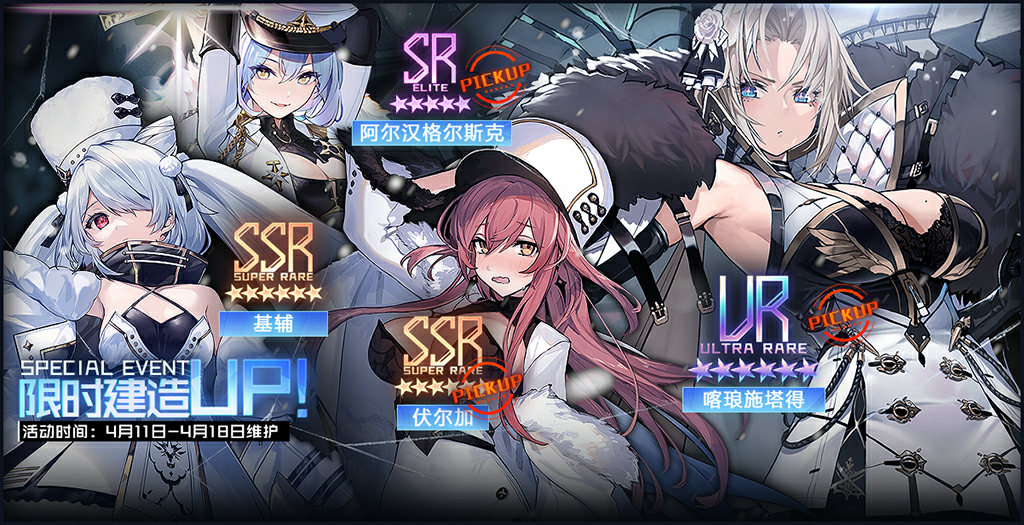 SR
ELITE
PICKUP
阿尔汉格尔斯克
SSR
SUPER RARE
基辅
SSR
SUPER RARE
PICKUP
伏尔加
UR
ULTRA RARE
PICKUP
喀琅施塔得
SPECIAL EVENT
限时建造UP!
活动时间：4月11日-4月18日维护